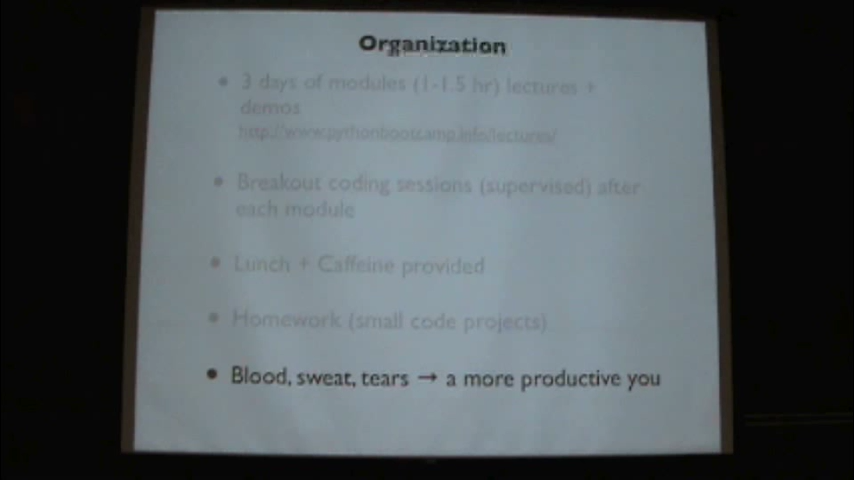 Organization
• 3 days of modules (1-1.5 hr) lectures +
demos
http://www.pythonbootcamp.info/lectures/
• Breakout coding sessions (supervised) after
each module
• Lunch + Caffeine provided
• Homework (small code projects)
• Blood, sweat, tears → a more productive you